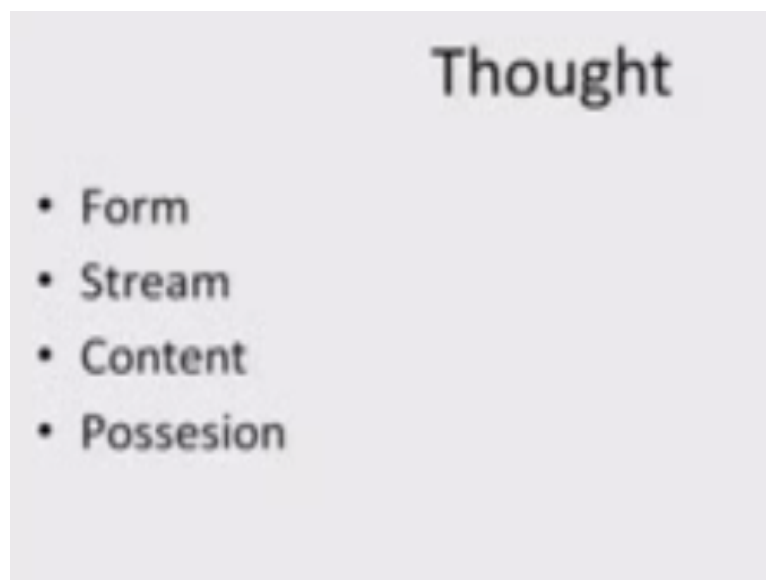 Thought
• Form
• Stream
• Content
• Possesion